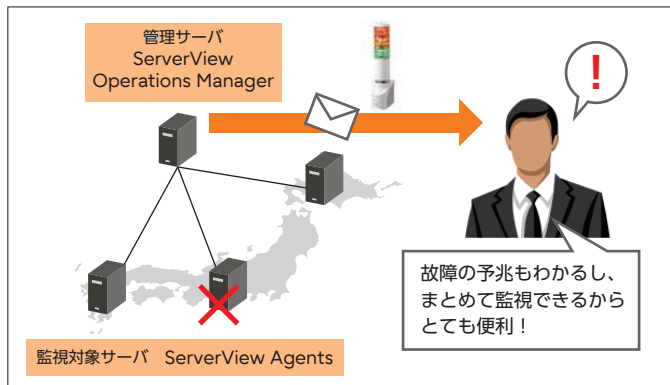 管理サーバ
ServerView
Operations Manager
!
故障の予兆もわかるし、
まとめて監視できるから
とても便利！
監視対象サーバ　ServerView Agents